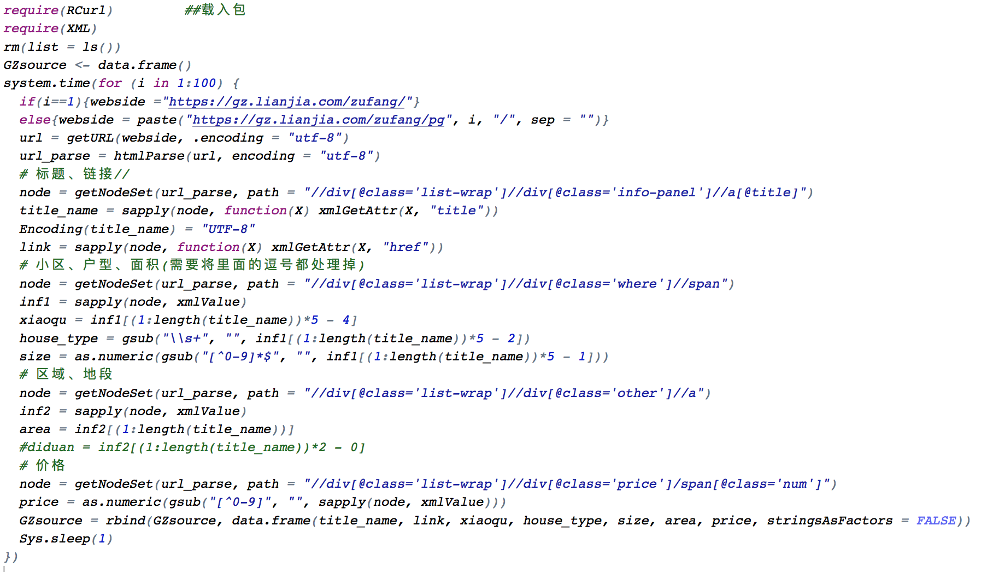 require(RCurl)         ##载入包
require(XML)
rm(list = ls())
GZsource <- data.frame()
system.time(for (i in 1:100) {
  if(i==1){webside ="https://gz.lianjia.com/zufang/"}
  else{webside = paste("https://gz.lianjia.com/zufang/pg", i, "/", sep = "")}
  url = getURL(webside, .encoding = "utf-8")
  url_parse = htmlParse(url, encoding = "utf-8")
  # 标题、链接//
  node = getNodeSet(url_parse, path = "//div[@class='list-wrap']//div[@class='info-panel']//a[@title]")
  title_name = sapply(node, function(X) xmlGetAttr(X, "title"))
  Encoding(title_name) = "UTF-8"
  link = sapply(node, function(X) xmlGetAttr(X, "href"))
  # 小区、户型、面积(需要将里面的逗号都处理掉)
  node = getNodeSet(url_parse, path = "//div[@class='list-wrap']//div[@class='where']//span")
  inf1 = sapply(node, xmlValue)
  xiaoqu = inf1[(1:length(title_name))*5 - 4]
  house_type = gsub("\\s+", "", inf1[(1:length(title_name))*5 - 2])
  size = as.numeric(gsub("[^0-9]*$", "", inf1[(1:length(title_name))*5 - 1]))
  # 区域、地段
  node = getNodeSet(url_parse, path = "//div[@class='list-wrap']//div[@class='other']//a")
  inf2 = sapply(node, xmlValue)
  area = inf2[(1:length(title_name))]
  #diduan = inf2[(1:length(title_name))*2 - 0]
  # 价格
  node = getNodeSet(url_parse, path = "//div[@class='list-wrap']//div[@class='price']/span[@class='num']")
  price = as.numeric(gsub("[^0-9]", "", sapply(node, xmlValue)))
  GZsource = rbind(GZsource, data.frame(title_name, link, xiaoqu, house_type, size, area, price, stringsAsFactors = FALSE))
  Sys.sleep(1)
})